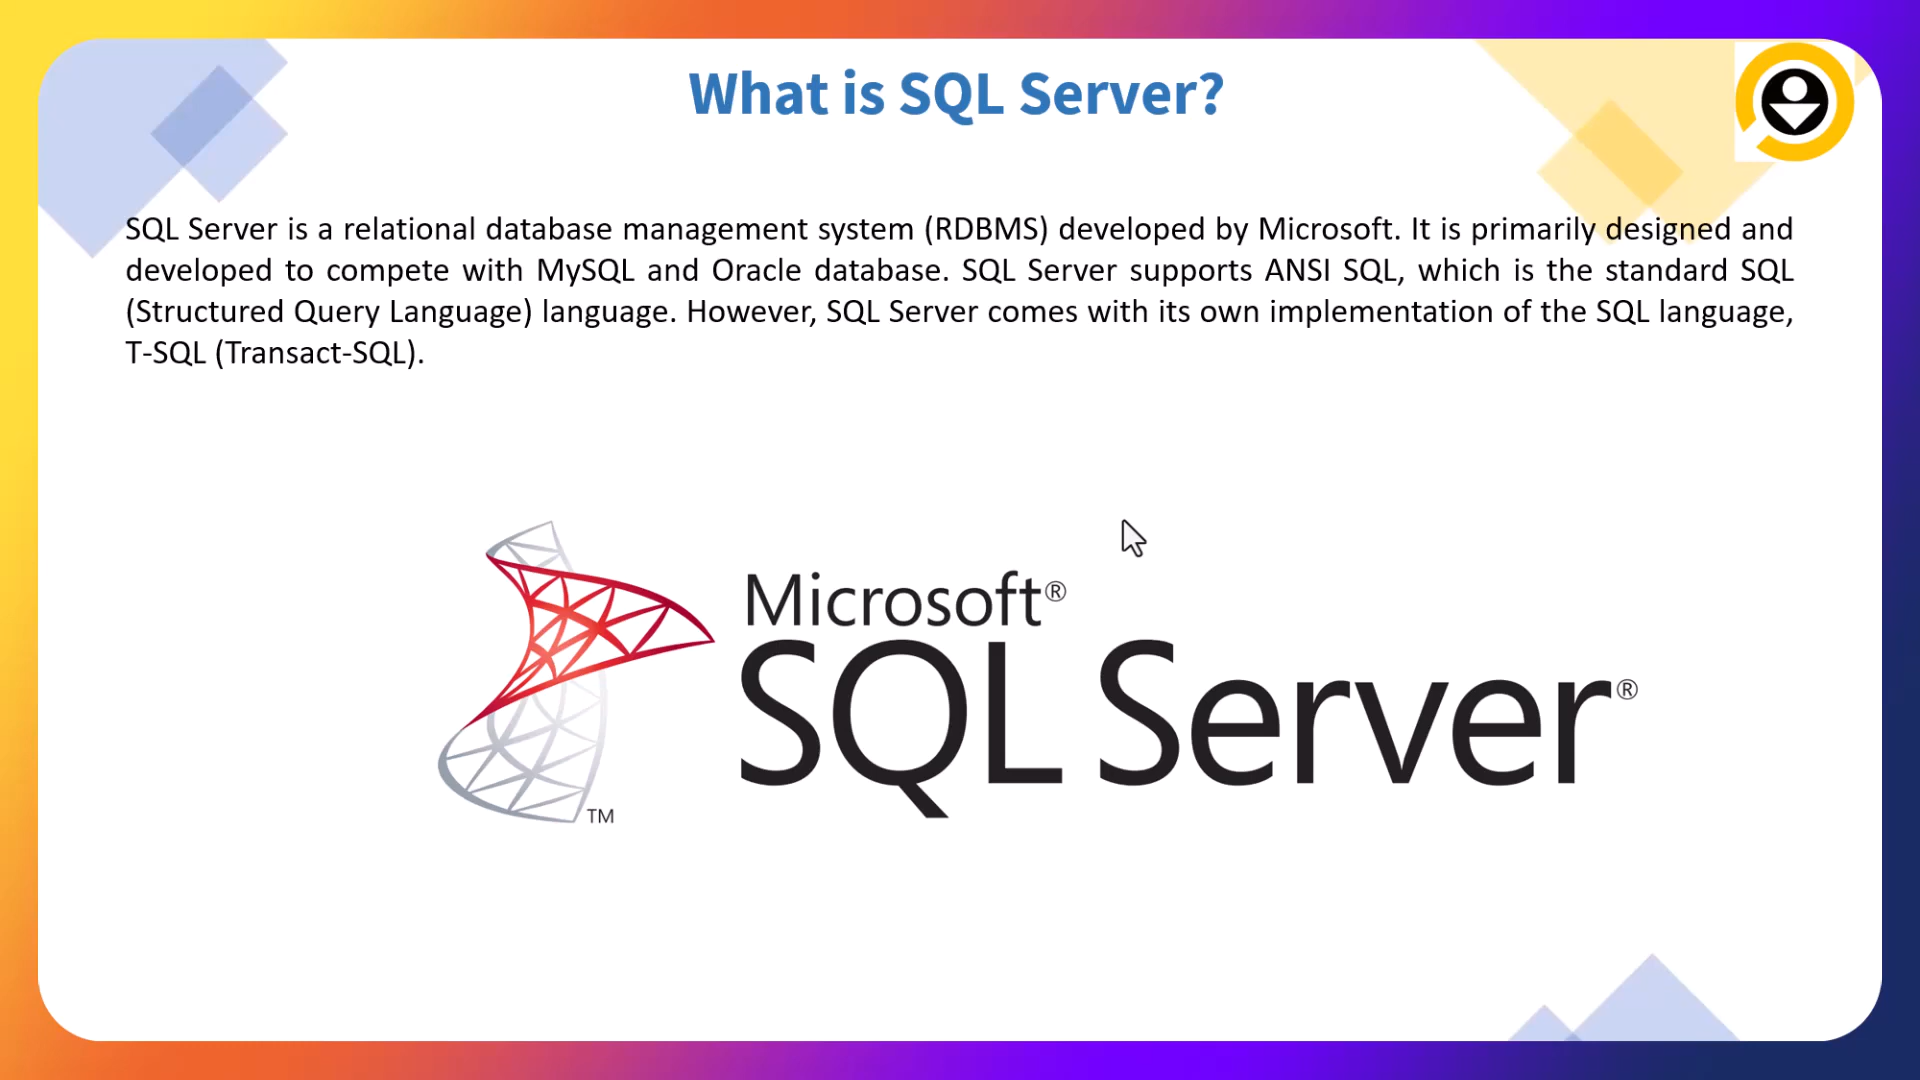 What is SQL Server?
SQL Server is a relational database management system (RDBMS) developed by Microsoft. It is primarily designed and
developed to compete with MySQL and Oracle database. SQL Server supports ANSI SQL, which is the standard SQL
(Structured Query Language) language. However, SQL Server comes with its own implementation of the SQL language,
T-SQL (Transact-SQL).
Microsoft®
SQL Server®
TM